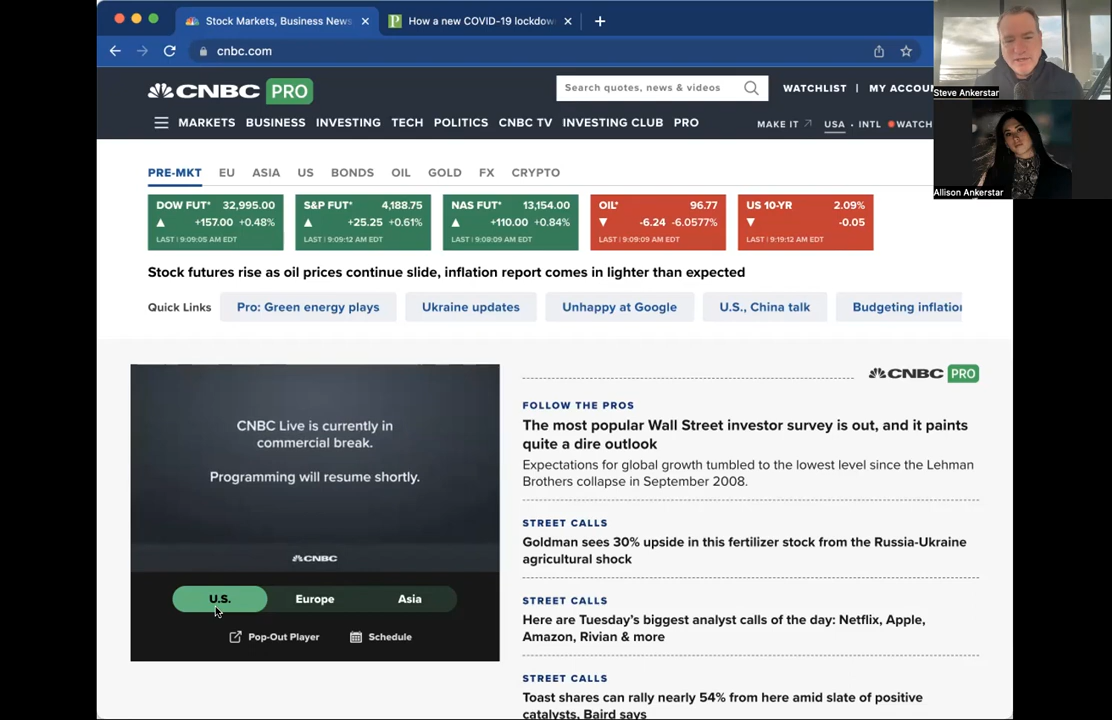 Stock Markets, Business News
How a new COVID-19 lockdow
cnbc.com
CNBC PRO
Search quotes, news & videos
WATCHLIST | MY ACCOU
Steve Ankerstar
MARKETS BUSINESS INVESTING TECH POLITICS CNBC TV INVESTING CLUB PRO
MAKE IT USA • INTL WATCH
Allison Ankerstar
PRE-MKT EU ASIA US BONDS OIL GOLD FX CRYPTO
DOW FUT* 32,995.00
+157.00 +0.48%
LAST | 9:09:05 AM EDT
S&P FUT* 4,188.75
+25.25 +0.61%
LAST | 9:09:12 AM EDT
NAS FUT* 13,154.00
+110.00 +0.84%
LAST | 9:08:09 AM EDT
OIL* 96.77
-6.24 -6.0577%
LAST | 9:09:09 AM EDT
US 10-YR 2.09%
-0.05
LAST | 9:19:12 AM EDT
Stock futures rise as oil prices continue slide, inflation report comes in lighter than expected
Quick Links Pro: Green energy plays Ukraine updates Unhappy at Google U.S., China talk Budgeting inflation
CNBC Live is currently in
commercial break.
Programming will resume shortly.
CNBC
U.S. Europe Asia
Pop-Out Player Schedule
CNBC PRO
FOLLOW THE PROS
The most popular Wall Street investor survey is out, and it paints
quite a dire outlook
Expectations for global growth tumbled to the lowest level since the Lehman
Brothers collapse in September 2008.
STREET CALLS
Goldman sees 30% upside in this fertilizer stock from the Russia-Ukraine
agricultural shock
STREET CALLS
Here are Tuesday's biggest analyst calls of the day: Netflix, Apple,
Amazon, Rivian & more
STREET CALLS
Toast shares can rally nearly 54% from here amid slate of positive
catalysts, Baird says